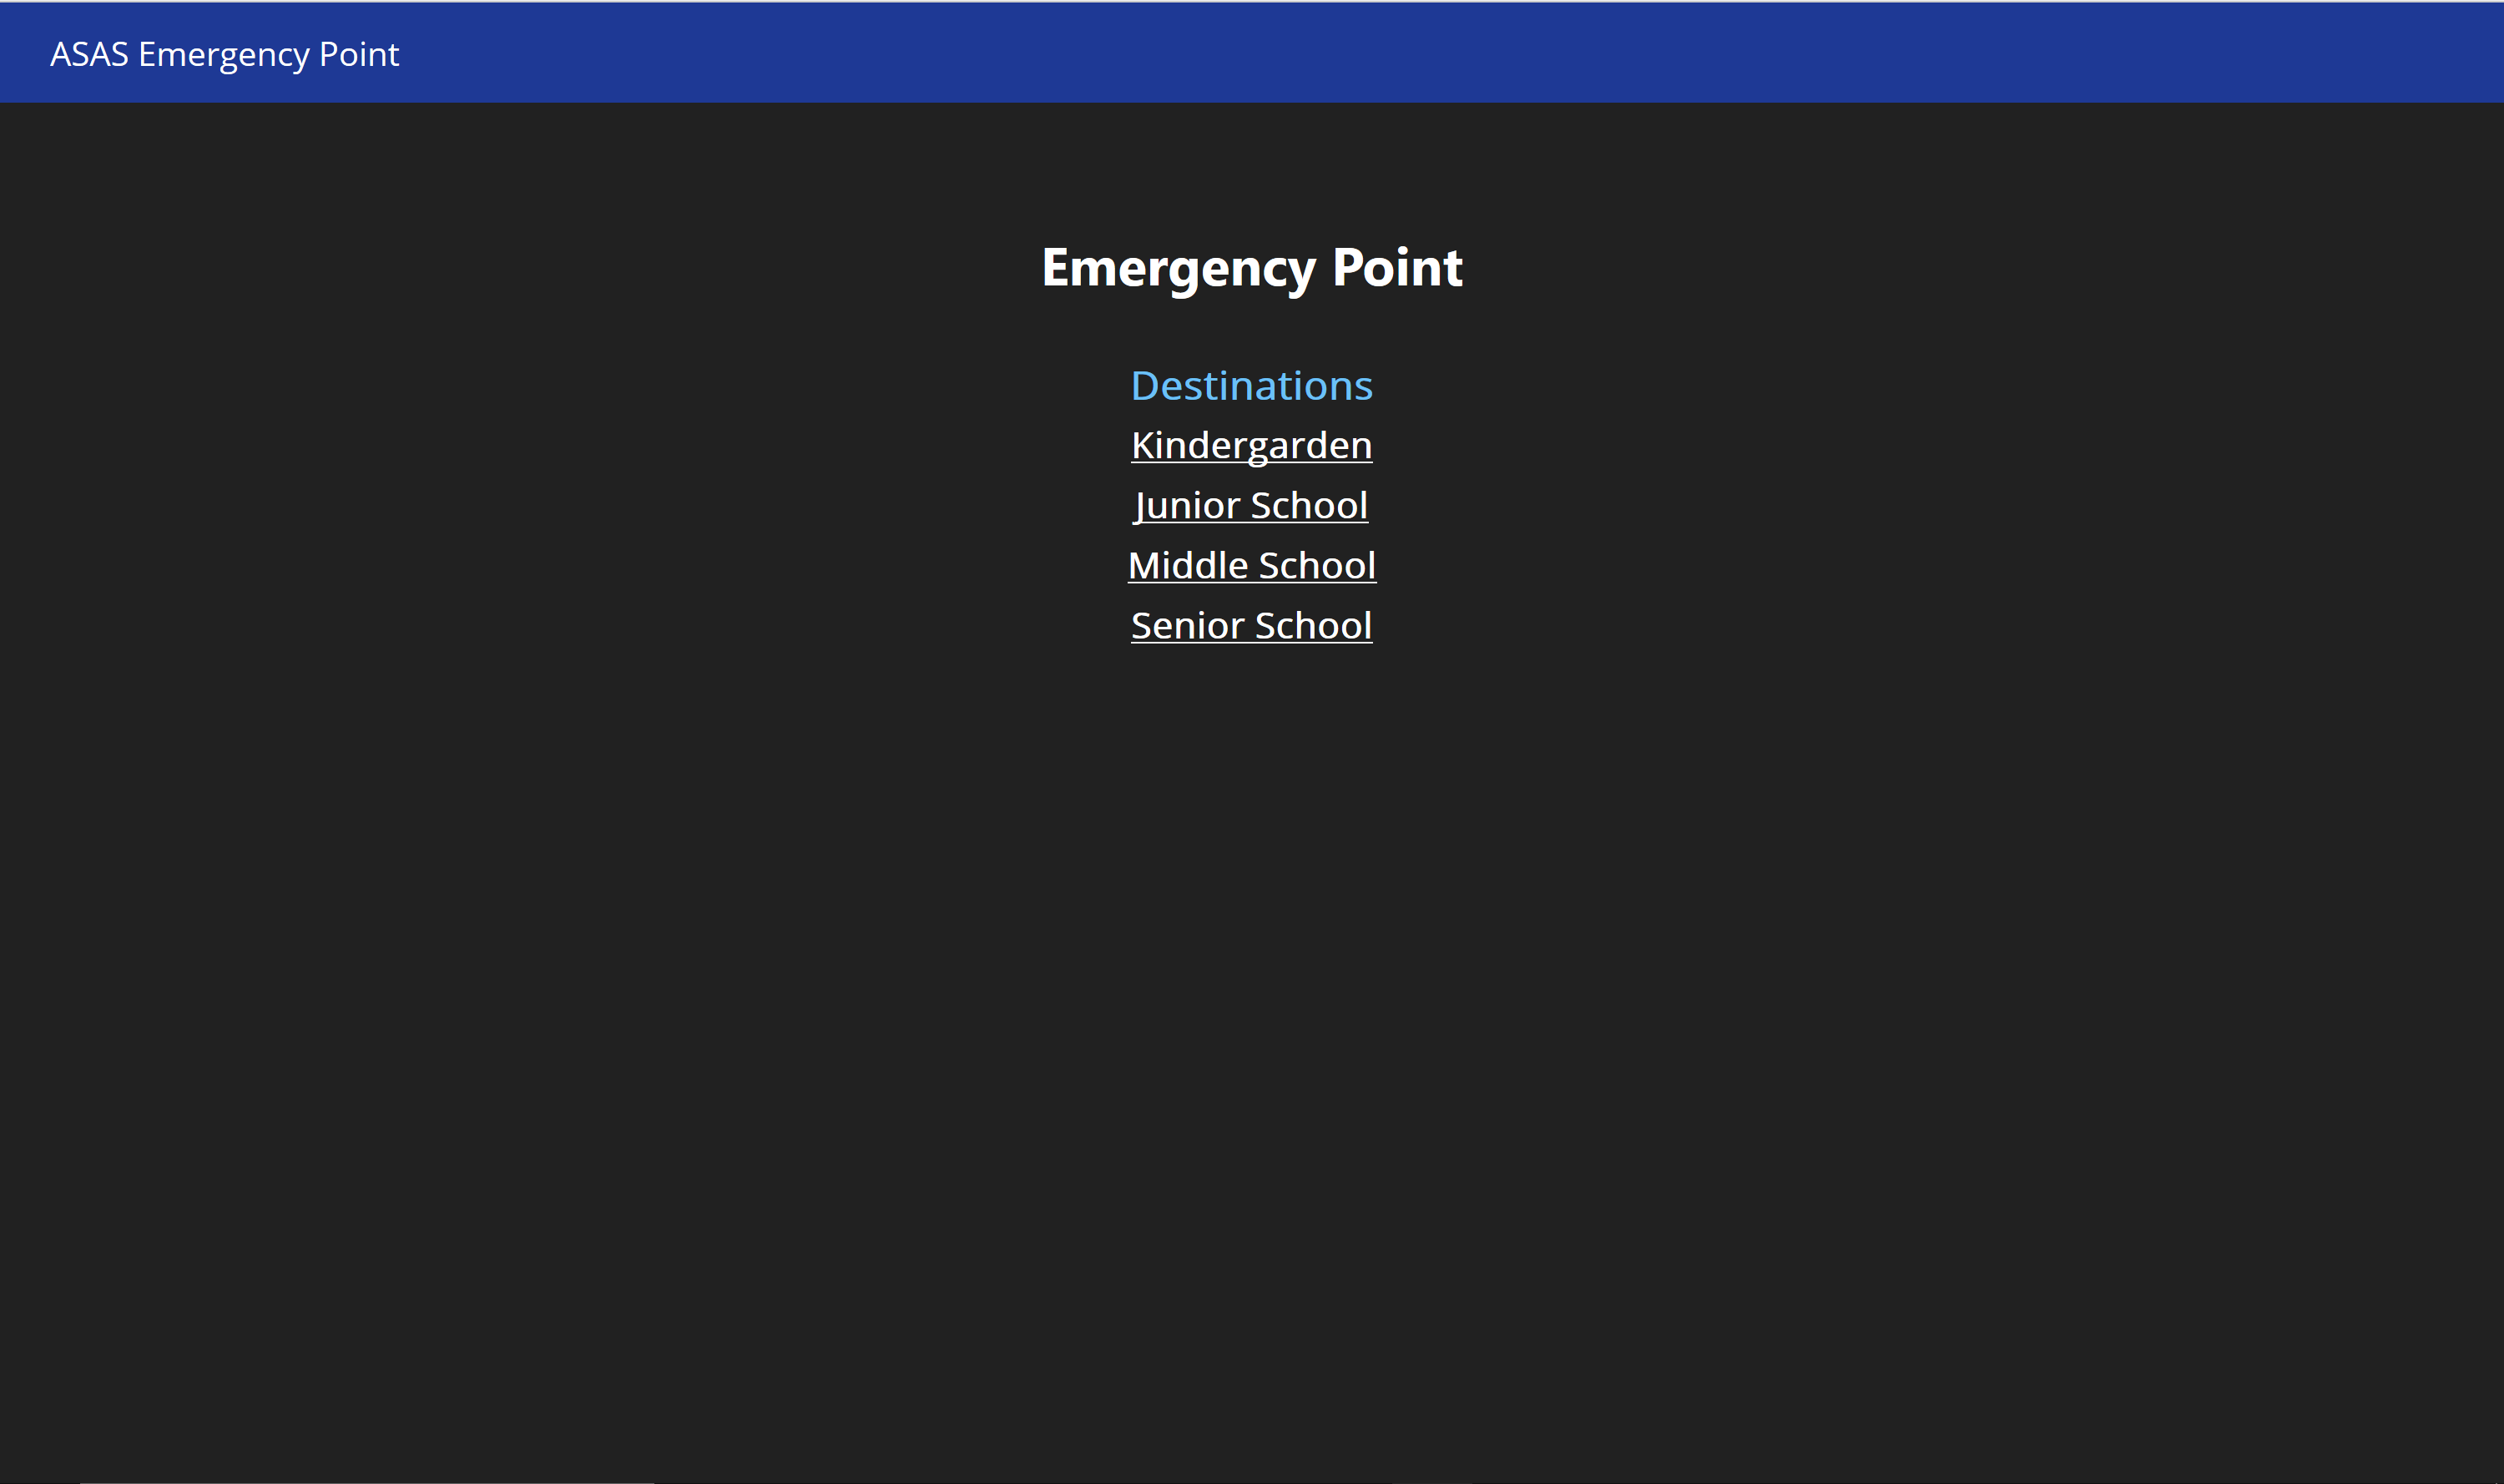 ASAS Emergency Point
Emergency Point
Destinations
Kindergarden
Junior School
Middle School
Senior School